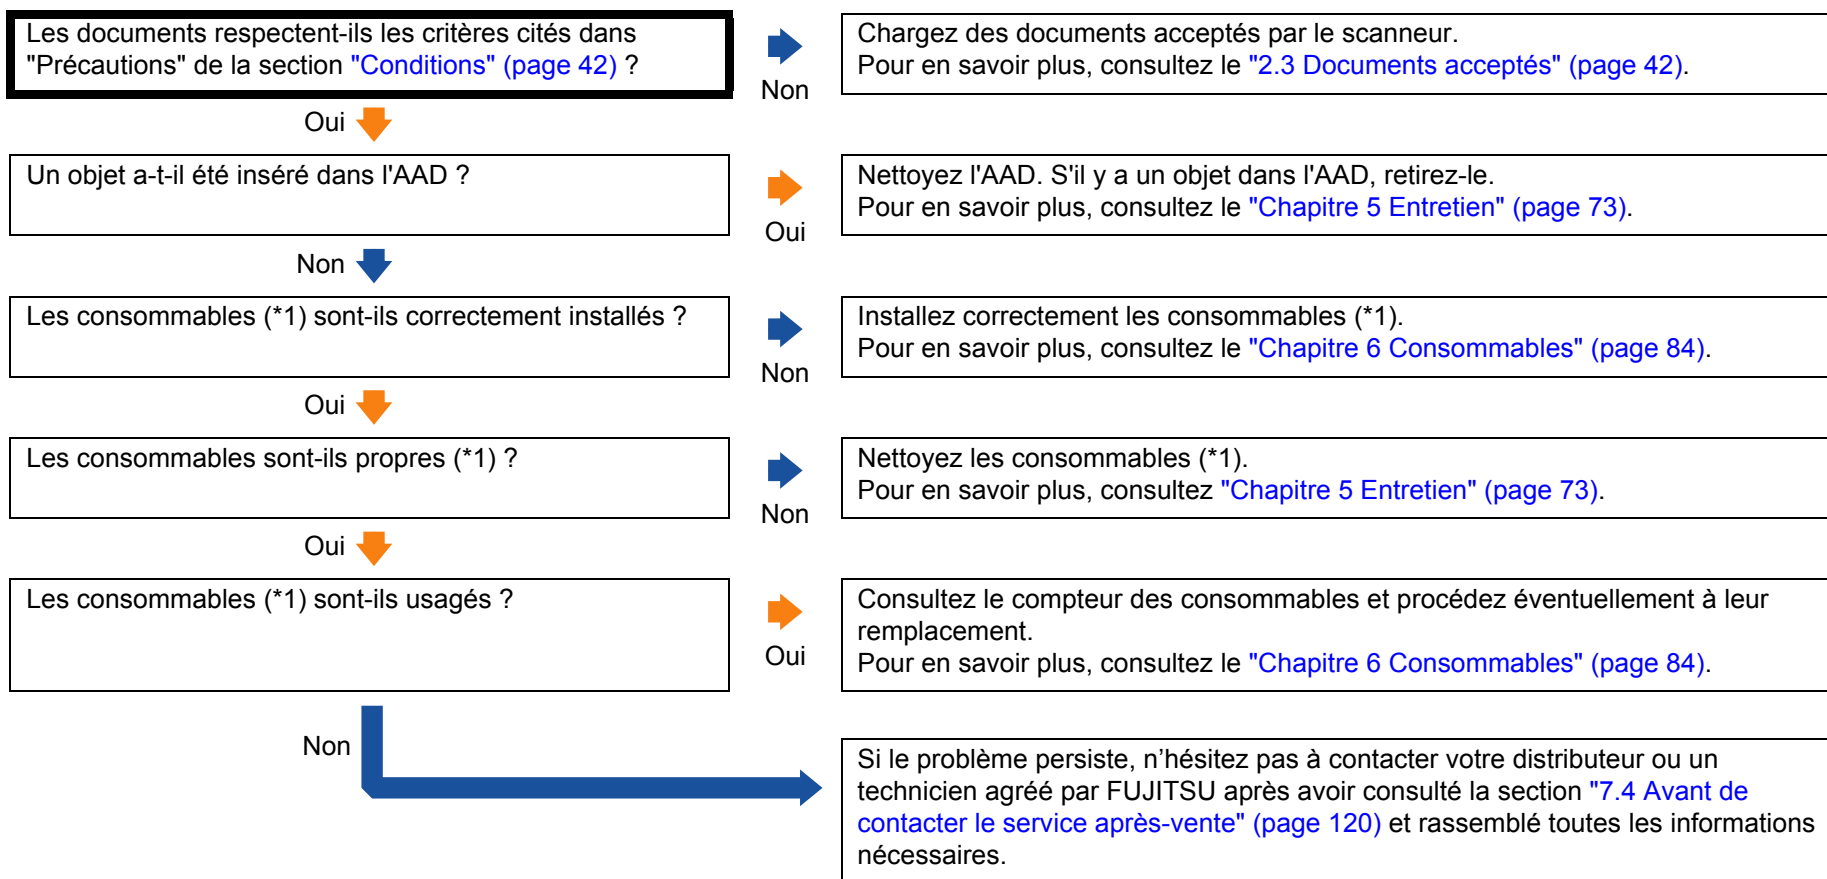 Les documents respectent-ils les critères cités dans
"Précautions" de la section "Conditions" (page 42) ?
Non
Chargez des documents acceptés par le scanneur.
Pour en savoir plus, consultez le "2.3 Documents acceptés" (page 42).
Oui
Un objet a-t-il été inséré dans l'AAD ?
Oui
Nettoyez l'AAD. S'il y a un objet dans l'AAD, retirez-le.
Pour en savoir plus, consultez le "Chapitre 5 Entretien" (page 73).
Non
Les consommables (*1) sont-ils correctement installés ?
Non
Installez correctement les consommables (*1).
Pour en savoir plus, consultez le "Chapitre 6 Consommables" (page 84).
Oui
Les consommables sont-ils propres (*1) ?
Non
Nettoyez les consommables (*1).
Pour en savoir plus, consultez "Chapitre 5 Entretien" (page 73).
Oui
Les consommables (*1) sont-ils usagés ?
Oui
Consultez le compteur des consommables et procédez éventuellement à leur
remplacement.
Pour en savoir plus, consultez le "Chapitre 6 Consommables" (page 84).
Non
Si le problème persiste, n’hésitez pas à contacter votre distributeur ou un
technicien agréé par FUJITSU après avoir consulté la section "7.4 Avant de
contacter le service après-vente" (page 120) et rassemblé toutes les informations
nécessaires.